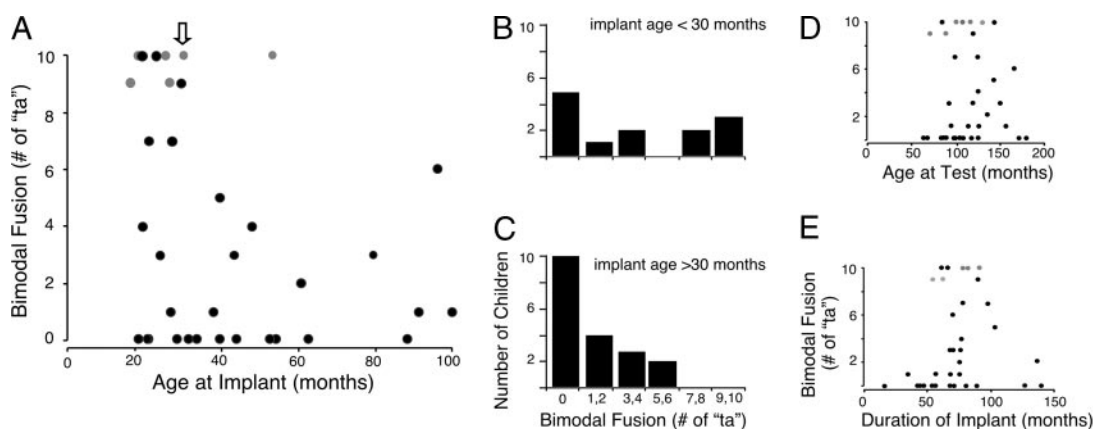 A
Bimodal Fusion (# of "ta")
10
8
6
4
2
0
0 20 40 60 80 100
Age at Implant (months)
B
implant age < 30 months
10
6
2
C
implant age >30 months
Number of Children
10
6
2
0 1,2 3,4 5,6 7,8 9,10
Bimodal Fusion (# of "ta")
D
10
8
6
4
2
0 50 100 150 200
Age at Test (months)
E
Bimodal Fusion
(# of "ta")
10
8
6
4
2
0 50 100 150
Duration of Implant (months)